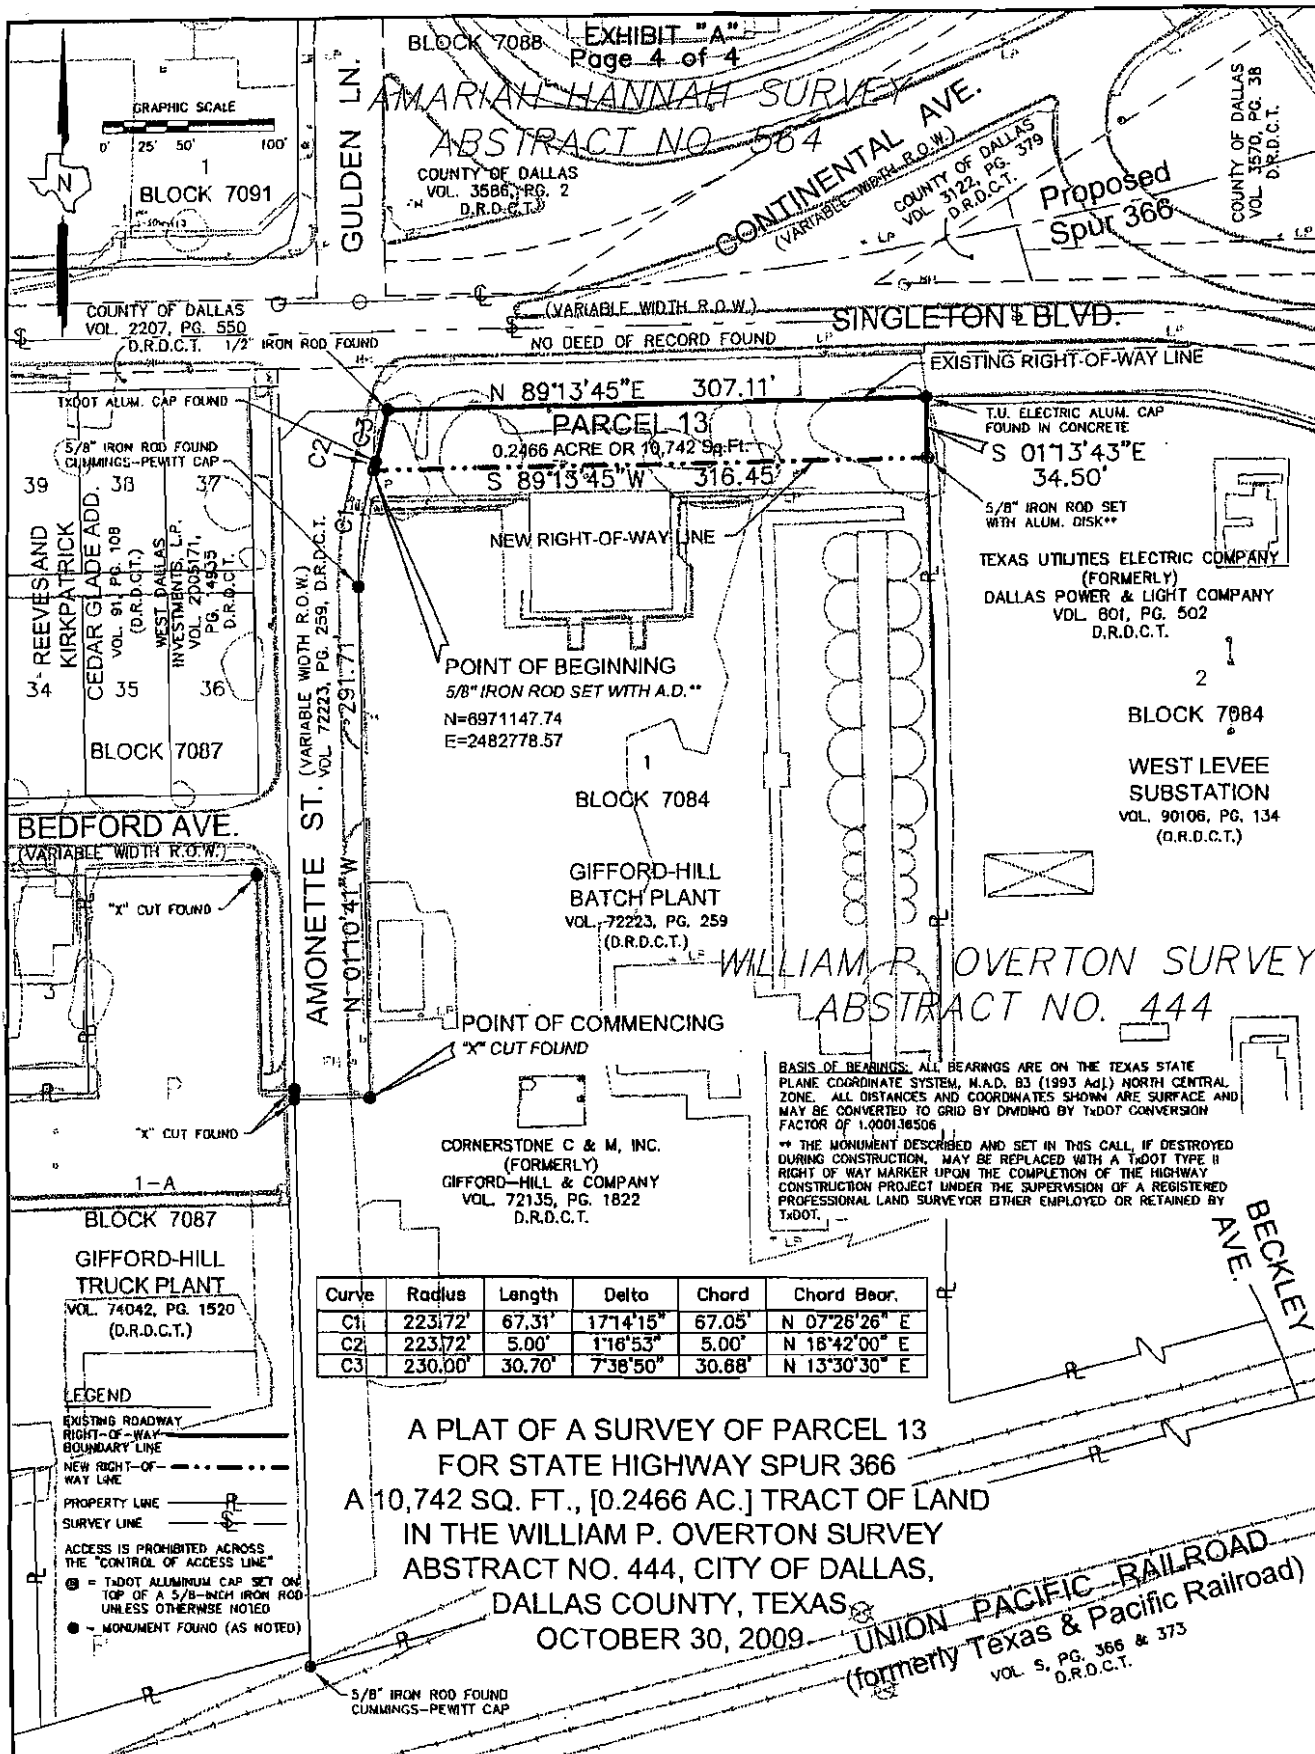 EXHIBIT "A"
Page 4 of 4
BLOCK 7088
AMARIAH HANNAH SURVEY
ABSTRACT NO. 564
COUNTY OF DALLAS
VOL. 3586, PG. 2
D.R.D.C.T.
GRAPHIC SCALE
0' 25' 50' 100'
N
1
BLOCK 7091
GULDEN LN.
CONTINENTAL AVE.
(VARIABLE WIDTH R.O.W.)
COUNTY OF DALLAS
VOL. 3122, PG. 379
D.R.D.C.T.
Proposed
Spur 366
COUNTY OF DALLAS
VOL. 3570, PG. 38
D.R.D.C.T.
COUNTY OF DALLAS
VOL. 2207, PG. 550
D.R.D.C.T.
1/2" IRON ROD FOUND
(VARIABLE WIDTH R.O.W.)
SINGLETON BLVD.
NO DEED OF RECORD FOUND
EXISTING RIGHT-OF-WAY LINE
N 89°13'45"E 307.11'
TXDOT ALUM. CAP FOUND
PARCEL 13
0.2466 ACRE OR 10,742 Sq.Ft.
S 89°13'45"W 316.45'
T.U. ELECTRIC ALUM. CAP
FOUND IN CONCRETE
S 01°13'43"E
34.50'
5/8" IRON ROD SET
WITH ALUM. DISK**
5/8" IRON ROD FOUND
CUMMINGS-PEWITT CAP
C2
C3
C1
39 38 37
34 35 36
REEVES AND
KIRKPATRICK
CEDAR GLADE ADD.
VOL. 91, PG. 108
(D.R.D.C.T.)
WEST DALLAS
INVESTMENTS, L.P.
VOL. 2005171,
PG. 14935
D.R.D.C.T.
BLOCK 7087
NEW RIGHT-OF-WAY LINE
TEXAS UTILITIES ELECTRIC COMPANY
(FORMERLY)
DALLAS POWER & LIGHT COMPANY
VOL. 801, PG. 502
D.R.D.C.T.
2
BLOCK 7084
WEST LEVEE
SUBSTATION
VOL. 90106, PG. 134
(D.R.D.C.T.)
POINT OF BEGINNING
5/8" IRON ROD SET WITH A.D.**
N=6971147.74
E=2482778.57
1
BLOCK 7084
AMONETTE ST.
(VARIABLE WIDTH R.O.W.)
VOL. 72223, PG. 259, D.R.D.C.T.
N 01°10'41"W 291.71'
BEDFORD AVE.
(VARIABLE WIDTH R.O.W.)
"X" CUT FOUND
GIFFORD-HILL
BATCH PLANT
VOL. 72223, PG. 259
(D.R.D.C.T.)
WILLIAM P. OVERTON SURVEY
ABSTRACT NO. 444
POINT OF COMMENCING
"X" CUT FOUND
"X" CUT FOUND
BASIS OF BEARINGS: ALL BEARINGS ARE ON THE TEXAS STATE
PLANE COORDINATE SYSTEM, N.A.D. 83 (1993 Adj.) NORTH CENTRAL
ZONE. ALL DISTANCES AND COORDINATES SHOWN ARE SURFACE AND
MAY BE CONVERTED TO GRID BY DIVIDING BY TxDOT CONVERSION
FACTOR OF 1.000136506
** THE MONUMENT DESCRIBED AND SET IN THIS CALL, IF DESTROYED
DURING CONSTRUCTION, MAY BE REPLACED WITH A TxDOT TYPE II
RIGHT OF WAY MARKER UPON THE COMPLETION OF THE HIGHWAY
CONSTRUCTION PROJECT UNDER THE SUPERVISION OF A REGISTERED
PROFESSIONAL LAND SURVEYOR EITHER EMPLOYED OR RETAINED BY
TxDOT.
CORNERSTONE C & M, INC.
(FORMERLY)
GIFFORD-HILL & COMPANY
VOL. 72135, PG. 1822
D.R.D.C.T.
1-A
BLOCK 7087
GIFFORD-HILL
TRUCK PLANT
VOL. 74042, PG. 1520
(D.R.D.C.T.)
BECKLEY
AVE.
Curve Radius Length Delta Chord Chord Bear.
C1 223.72' 67.31' 17°14'15" 67.05' N 07°26'26" E
C2 223.72' 5.00' 1°16'53" 5.00' N 16°42'00" E
C3 230.00' 30.70' 7°38'50" 30.68' N 13°30'30" E
LEGEND
EXISTING ROADWAY
RIGHT-OF-WAY
BOUNDARY LINE
NEW RIGHT-OF-
WAY LINE
PROPERTY LINE
SURVEY LINE
ACCESS IS PROHIBITED ACROSS
THE "CONTROL OF ACCESS LINE"
= TxDOT ALUMINUM CAP SET ON
TOP OF A 5/8-INCH IRON ROD
UNLESS OTHERWISE NOTED
- MONUMENT FOUND (AS NOTED)
A PLAT OF A SURVEY OF PARCEL 13
FOR STATE HIGHWAY SPUR 366
A 10,742 SQ. FT., [0.2466 AC.] TRACT OF LAND
IN THE WILLIAM P. OVERTON SURVEY
ABSTRACT NO. 444, CITY OF DALLAS,
DALLAS COUNTY, TEXAS
OCTOBER 30, 2009
UNION PACIFIC RAILROAD
(formerly Texas & Pacific Railroad)
VOL. S, PG. 366 & 373
D.R.D.C.T.
5/8" IRON ROD FOUND
CUMMINGS-PEWITT CAP